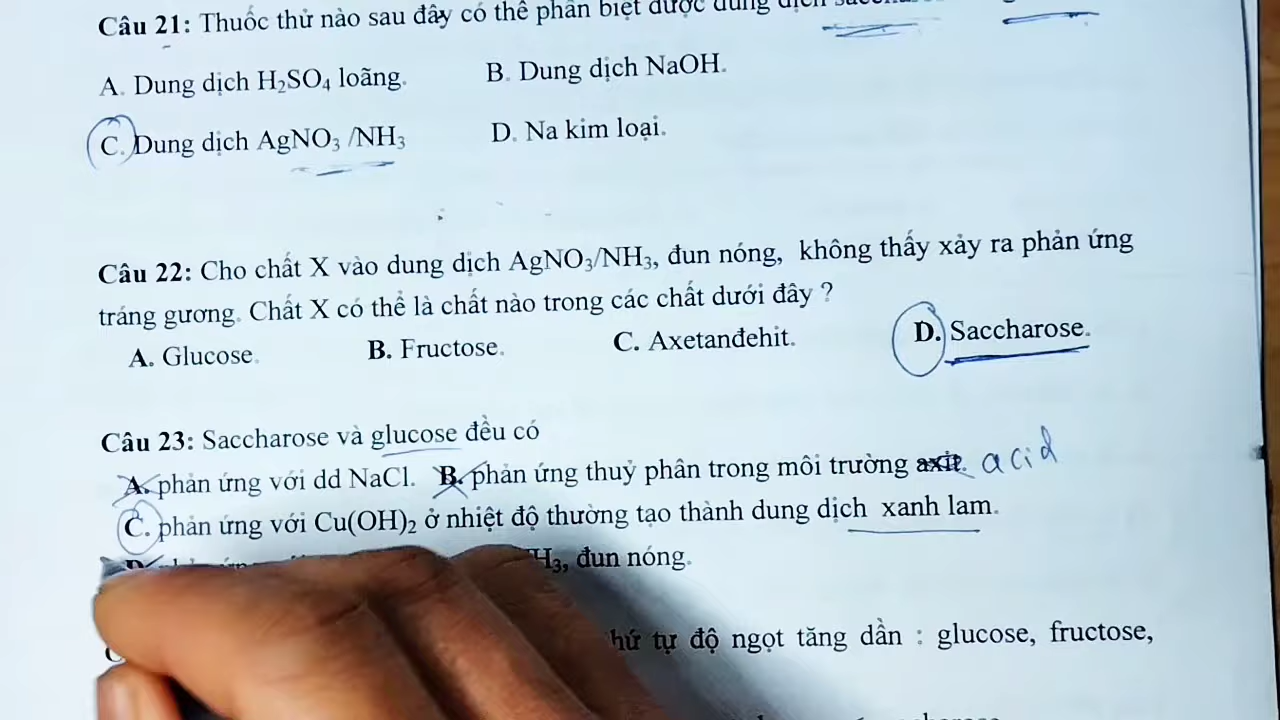 Câu 21: Thuốc thử nào sau đây có thể phân biệt được dung dịch
A. Dung dịch H₂SO₄ loãng. B. Dung dịch NaOH.
C. Dung dịch AgNO₃ /NH₃ D. Na kim loại.
Câu 22: Cho chất X vào dung dịch AgNO₃/NH₃, đun nóng, không thấy xảy ra phản ứng
tráng gương. Chất X có thể là chất nào trong các chất dưới đây ?
A. Glucose. B. Fructose. C. Axetanđehit. D. Saccharose.
Câu 23: Saccharose và glucose đều có
A. phản ứng với dd NaCl. B. phản ứng thuỷ phân trong môi trường axit. acid
C. phản ứng với Cu(OH)₂ ở nhiệt độ thường tạo thành dung dịch xanh lam.
đun nóng.
tự độ ngọt tăng dần : glucose, fructose,